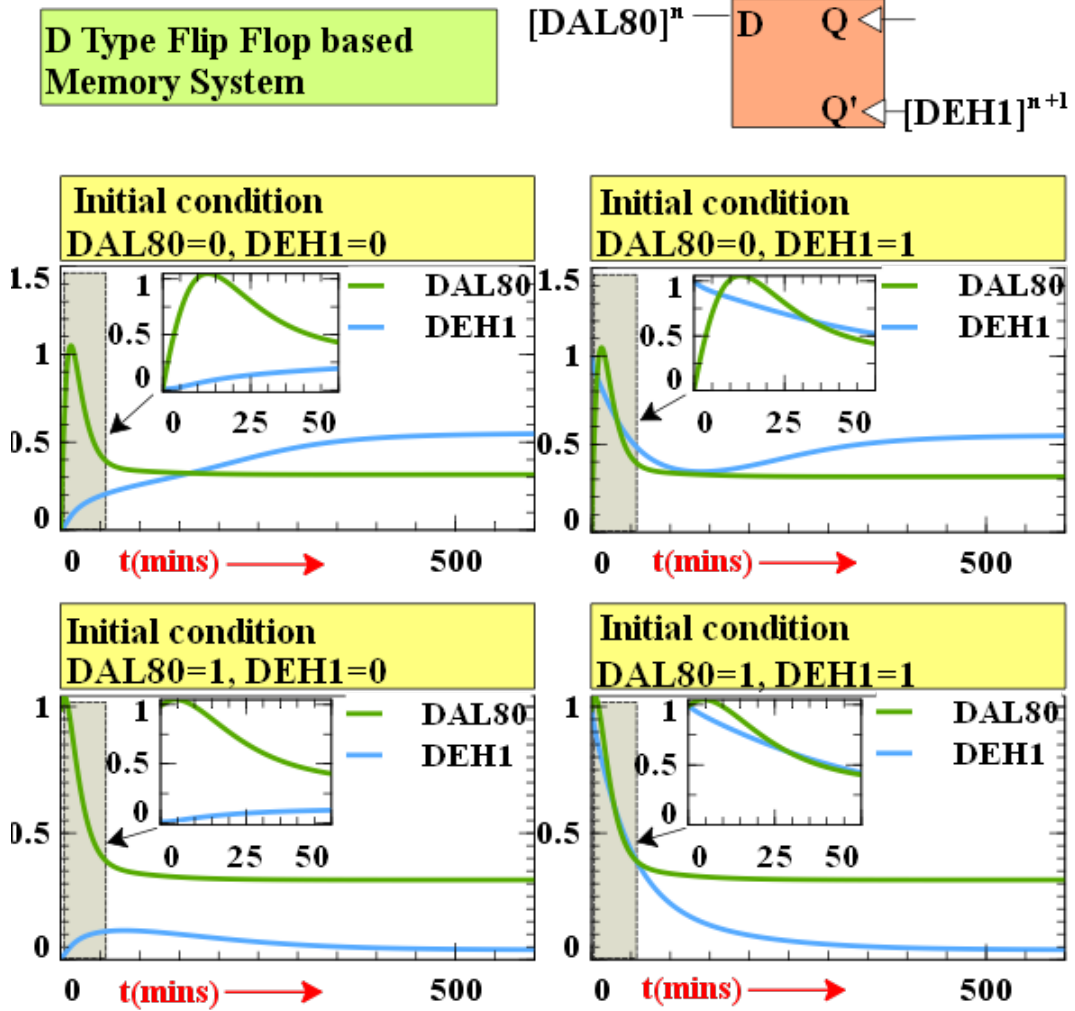 D Type Flip Flop based
Memory System
[DAL80]ⁿ
D
Q
Q'
[DEH1]ⁿ⁺¹
Initial condition
DAL80=0, DEH1=0
1.5
1
0.5
0
1
0.5
0
0
25
50
DAL80
DEH1
0
t(mins)
500
Initial condition
DAL80=0, DEH1=1
1.5
1
0.5
0
1
0.5
0
0
25
50
DAL80
DEH1
0
t(mins)
500
Initial condition
DAL80=1, DEH1=0
1
0.5
0
1
0.5
0
0
25
50
DAL80
DEH1
0
t(mins)
500
Initial condition
DAL80=1, DEH1=1
1
0.5
0
1
0.5
0
0
25
50
DAL80
DEH1
0
t(mins)
500